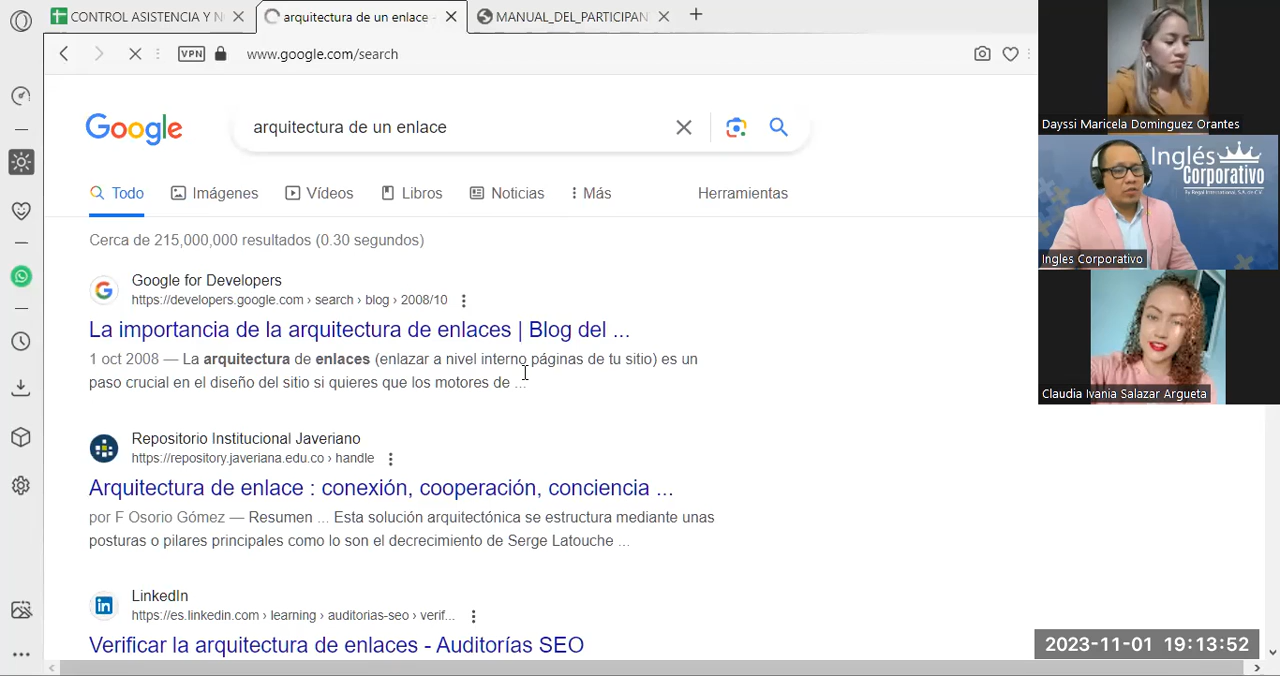 CONTROL ASISTENCIA Y N
arquitectura de un enlace -
MANUAL_DEL_PARTICIPAN
VPN
www.google.com/search
Google
arquitectura de un enlace
Todo
Imágenes
Vídeos
Libros
Noticias
Más
Herramientas
Cerca de 215,000,000 resultados (0.30 segundos)
Google for Developers
https://developers.google.com › search › blog › 2008/10
La importancia de la arquitectura de enlaces | Blog del ...
1 oct 2008 — La arquitectura de enlaces (enlazar a nivel interno páginas de tu sitio) es un
paso crucial en el diseño del sitio si quieres que los motores de ...
Repositorio Institucional Javeriano
https://repository.javeriana.edu.co › handle
Arquitectura de enlace : conexión, cooperación, conciencia ...
por F Osorio Gómez — Resumen ... Esta solución arquitectónica se estructura mediante unas
posturas o pilares principales como lo son el decrecimiento de Serge Latouche ...
LinkedIn
https://es.linkedin.com › learning › auditorias-seo › verif...
Verificar la arquitectura de enlaces - Auditorías SEO
Dayssi Maricela Dominguez Orantes
Inglés
Corporativo
By Regal International, S.A. de C.V.
Ingles Corporativo
Claudia Ivania Salazar Argueta
2023-11-01 19:13:52